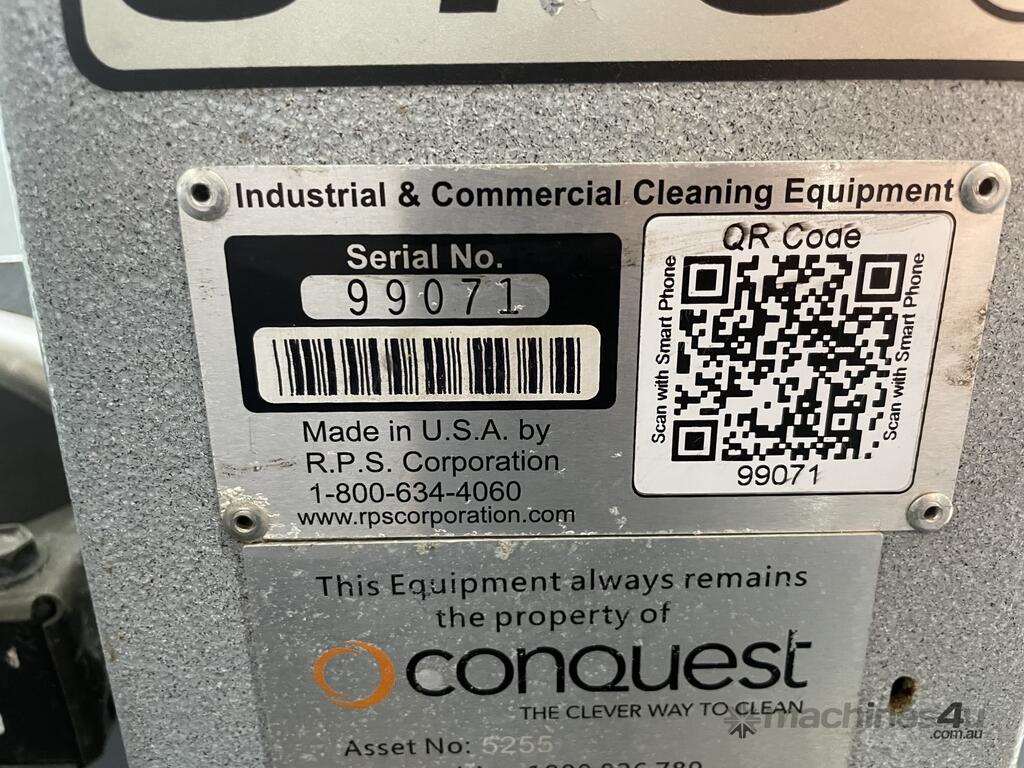 Industrial & Commercial Cleaning Equipment
Serial No.
99071
Made in U.S.A. by
R.P.S. Corporation
1-800-634-4060
www.rpscorporation.com
QR Code
Scan with Smart Phone
Scan with Smart Phone
99071
This Equipment always remains
the property of
conquest
THE CLEVER WAY TO CLEAN
Asset No: 5255
machines4u
.com.au